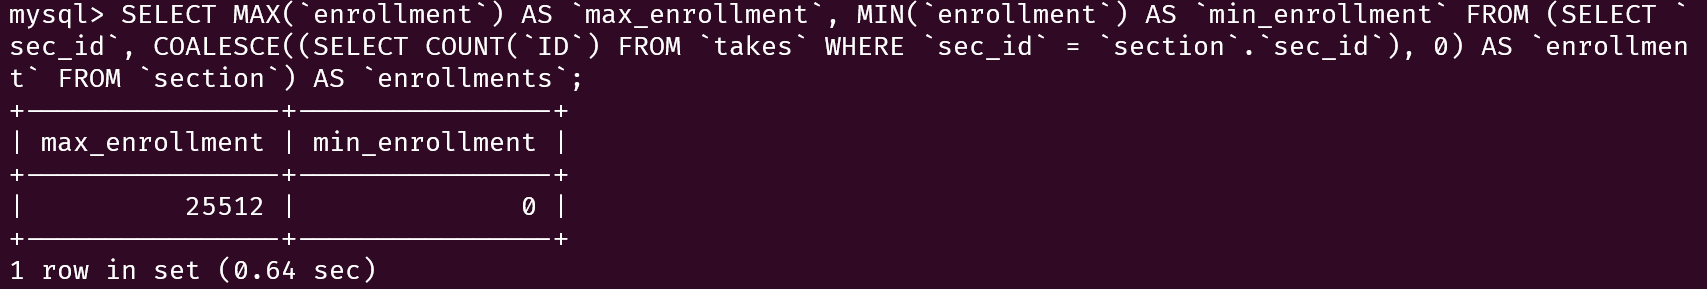 mysql> SELECT MAX(`enrollment`) AS `max_enrollment`, MIN(`enrollment`) AS `min_enrollment` FROM (SELECT `
sec_id`, COALESCE((SELECT COUNT(`ID`) FROM `takes` WHERE `sec_id` = `section`.`sec_id`), 0) AS `enrollmen
t` FROM `section`) AS `enrollments`;
+----------------+----------------+
| max_enrollment | min_enrollment |
+----------------+----------------+
|          25512 |              0 |
+----------------+----------------+
1 row in set (0.64 sec)